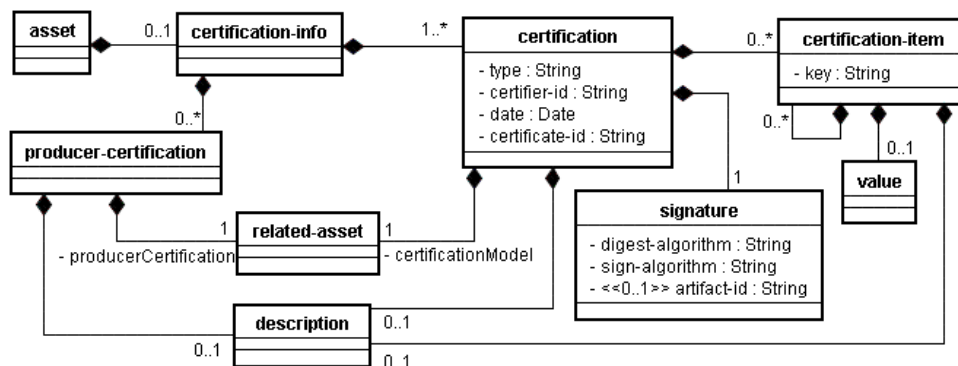 asset
0..1
certification-info
1..*
certification
- type : String
- certifier-id : String
- date : Date
- certificate-id : String
0..*
certification-item
- key : String
0..*
0..*
0..1
value
producer-certification
1
signature
- digest-algorithm : String
- sign-algorithm : String
- <<0..1>> artifact-id : String
1
related-asset
1
- producerCertification
- certificationModel
description
0..1
0..1
0..1